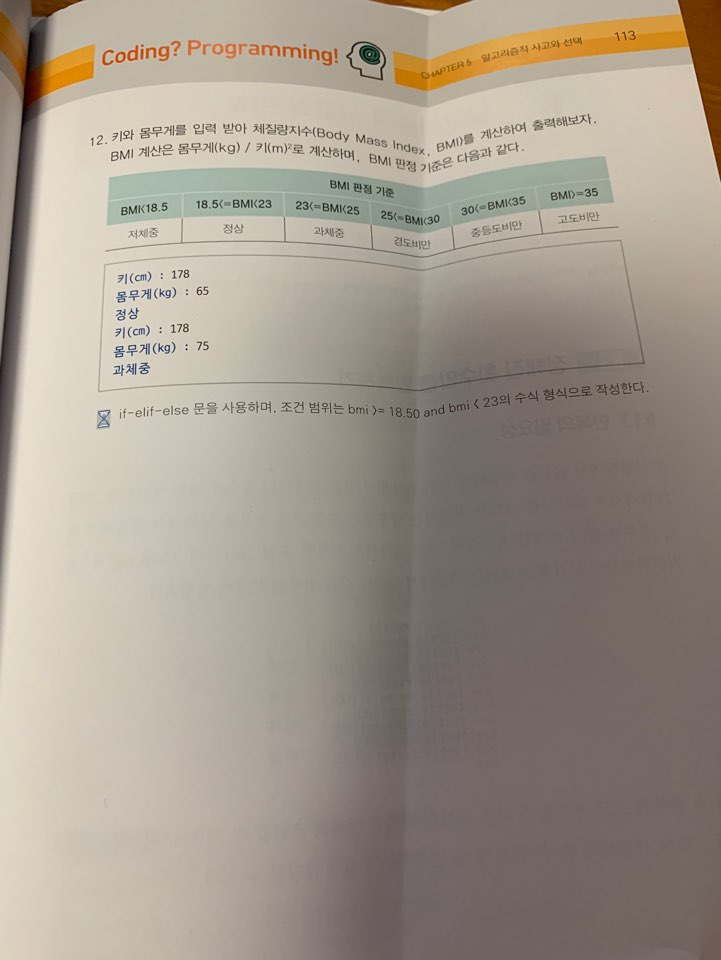 Coding? Programming!
CHAPTER 5 알고리즘적 사고와 선택 113
12. 키와 몸무게를 입력 받아 체질량지수(Body Mass Index, BMI)를 계산하여 출력해보자.
BMI 계산은 몸무게(kg) / 키(m)²로 계산하며, BMI 판정 기준은 다음과 같다.
BMI 판정 기준
BMI<18.5 18.5<=BMI<23 23<=BMI<25 25<=BMI<30 30<=BMI<35 BMI>=35
저체중 정상 과체중 경도비만 중등도비만 고도비만
키(cm) : 178
몸무게(kg) : 65
정상
키(cm) : 178
몸무게(kg) : 75
과체중
if-elif-else 문을 사용하며, 조건 범위는 bmi >= 18.50 and bmi < 23의 수식 형식으로 작성한다.